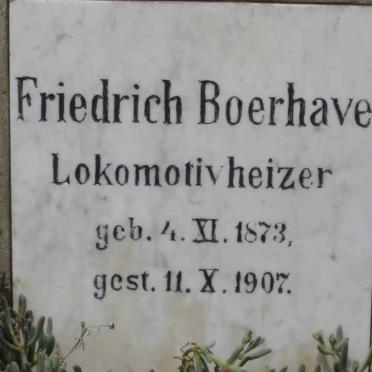 Friedrich Boerhave
Lokomotivheizer
geb. 4. XI. 1873,
gest. 11. X. 1907.